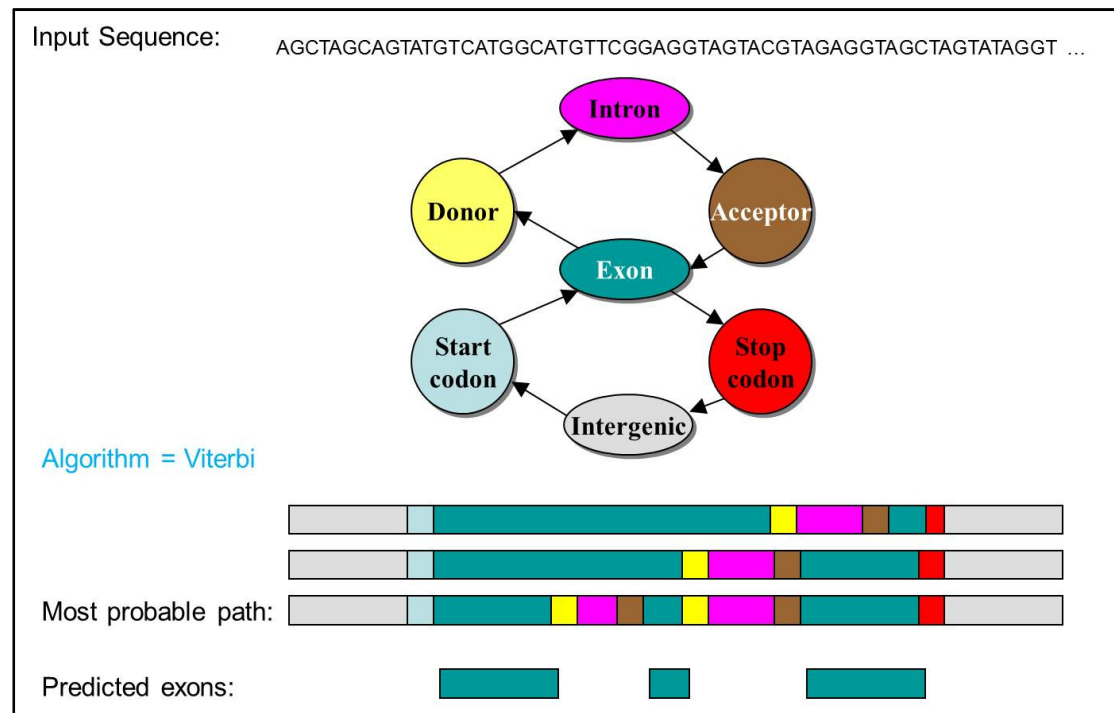 Input Sequence:
AGCTAGCAGTATGTCATGGCATGTTCGGAGGTAGTACGTAGAGGTAGCTAGTATAGGT ...
Intron
Donor
Acceptor
Exon
Start
codon
Stop
codon
Intergenic
Algorithm = Viterbi
Most probable path:
Predicted exons: